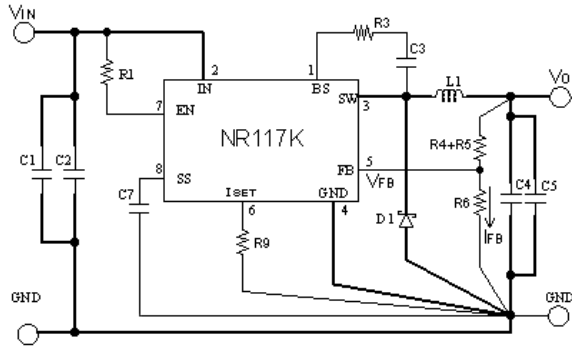 VIN
R3
C3
R1
2
IN
1
BS
L1
VO
SW
3
7
EN
NR117K
R4+R5
C1
C2
8
SS
FB
5
VFB
C7
ISET
GND
6
4
R6
C4
C5
D1
IFB
R9
GND
GND